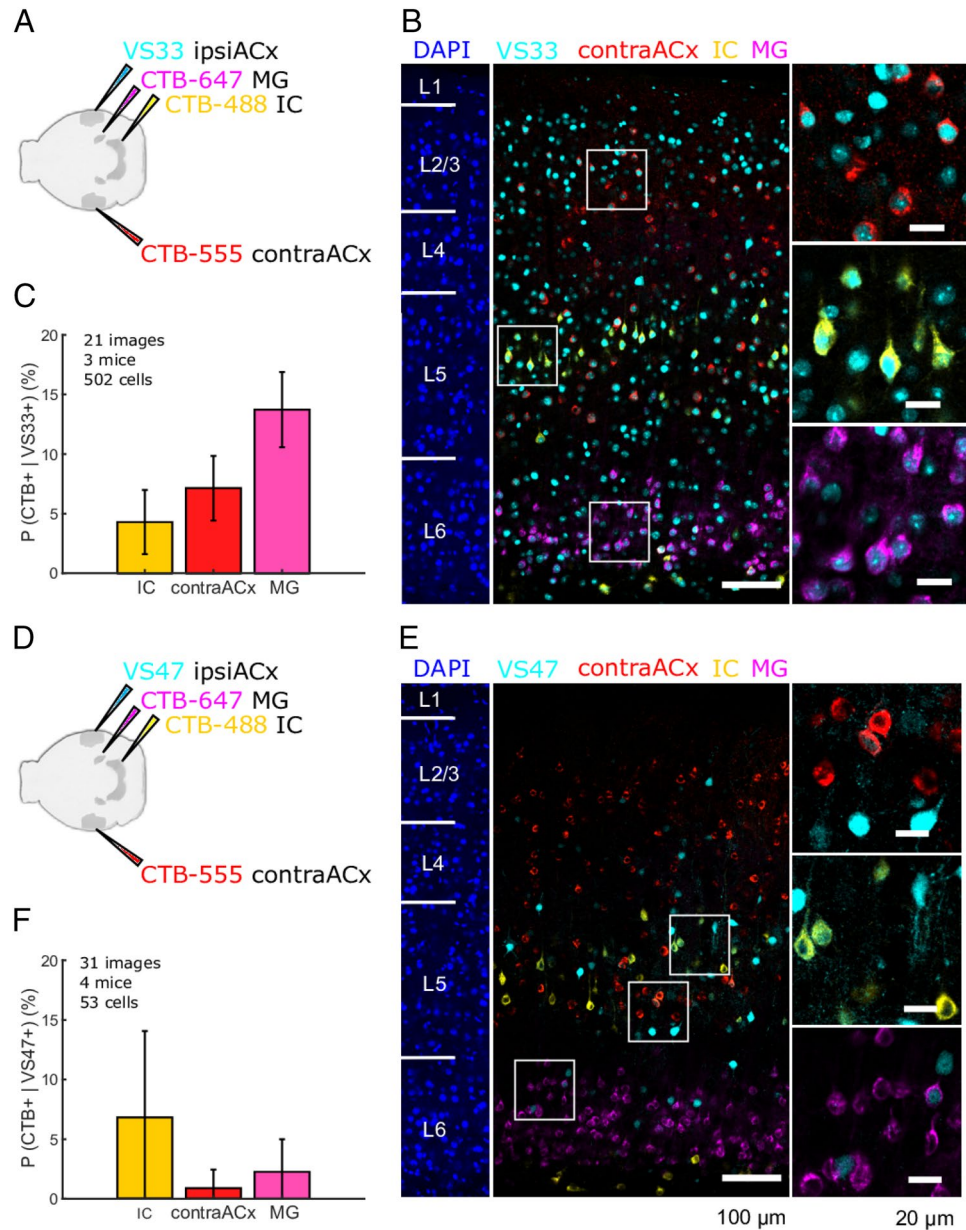 A
VS33 ipsiACx
CTB-647 MG
CTB-488 IC
CTB-555 contraACx
B
DAPI VS33 contraACx IC MG
L1
L2/3
L4
L5
L6
C
P (CTB+ | VS33+) (%)
20
15
10
5
0
21 images
3 mice
502 cells
IC contraACx MG
D
VS47 ipsiACx
CTB-647 MG
CTB-488 IC
CTB-555 contraACx
E
DAPI VS47 contraACx IC MG
L1
L2/3
L4
L5
L6
100 µm 20 µm
F
P (CTB+ | VS47+) (%)
20
15
10
5
0
31 images
4 mice
53 cells
IC contraACx MG